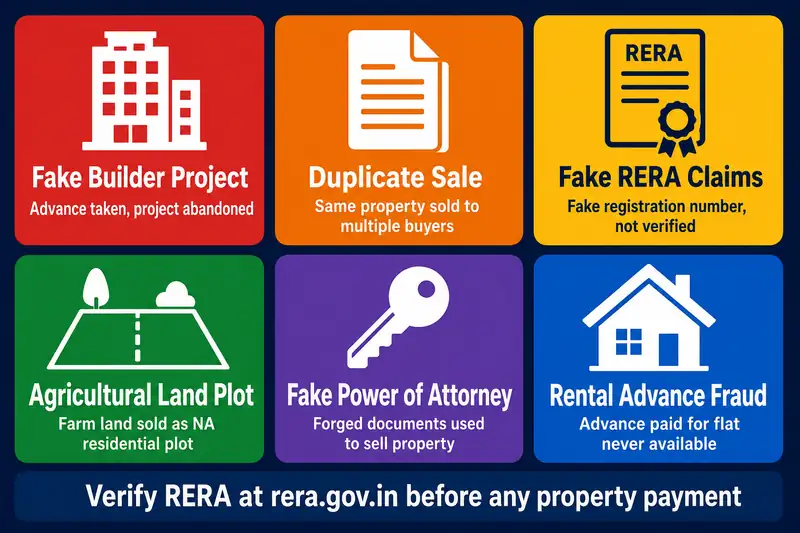 Fake Builder Project
Advance taken, project abandoned
Duplicate Sale
Same property sold to
multiple buyers
RERA
Fake RERA Claims
Fake registration number,
not verified
Agricultural Land Plot
Farm land sold as NA
residential plot
Fake Power of Attorney
Forged documents used
to sell property
Rental Advance Fraud
Advance paid for flat
never available
Verify RERA at rera.gov.in before any property payment